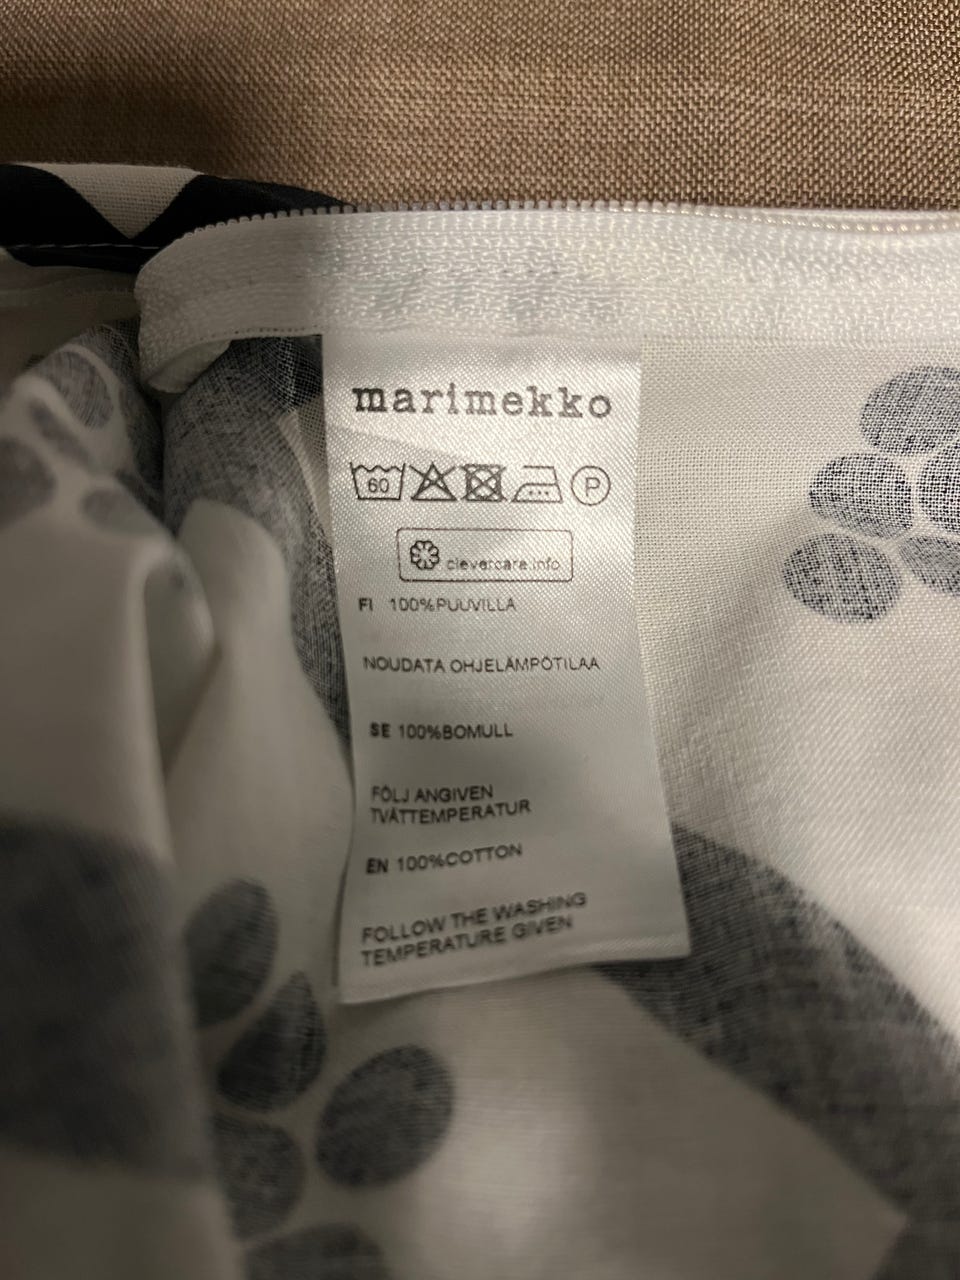 marimekko
60 P
clevercare.info
FI 100%PUUVILLA
NOUDATA OHJELÄMPÖTILAA
SE 100%BOMULL
FÖLJ ANGIVEN
TVÄTTEMPERATUR
EN 100%COTTON
FOLLOW THE WASHING
TEMPERATURE GIVEN